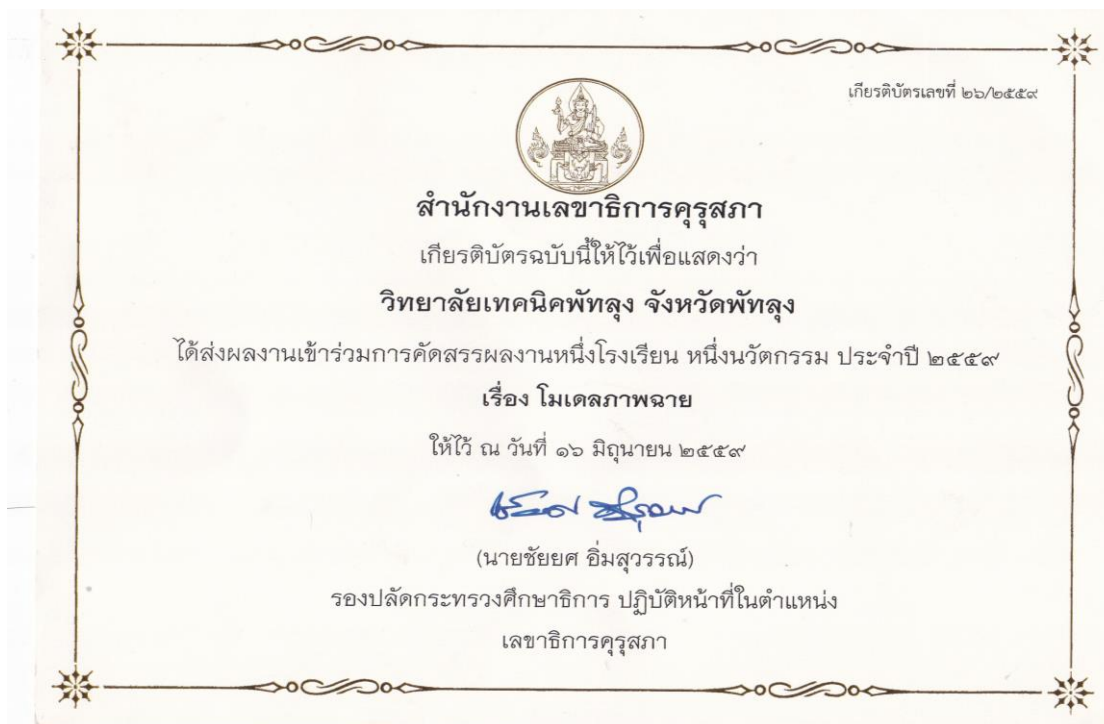 เกียรติบัตรเลขที่ ๒๖/๒๕๕๙
สำนักงานเลขาธิการคุรุสภา
เกียรติบัตรฉบับนี้ให้ไว้เพื่อแสดงว่า
วิทยาลัยเทคนิคพัทลุง จังหวัดพัทลุง
ได้ส่งผลงานเข้าร่วมการคัดสรรผลงานหนึ่งโรงเรียน หนึ่งนวัตกรรม ประจำปี ๒๕๕๙
เรื่อง โมเดลภาพฉาย
ให้ไว้ ณ วันที่ ๑๖ มิถุนายน ๒๕๕๙
(นายชัยยศ อิ่มสุวรรณ์)
รองปลัดกระทรวงศึกษาธิการ ปฏิบัติหน้าที่ในตำแหน่ง
เลขาธิการคุรุสภา